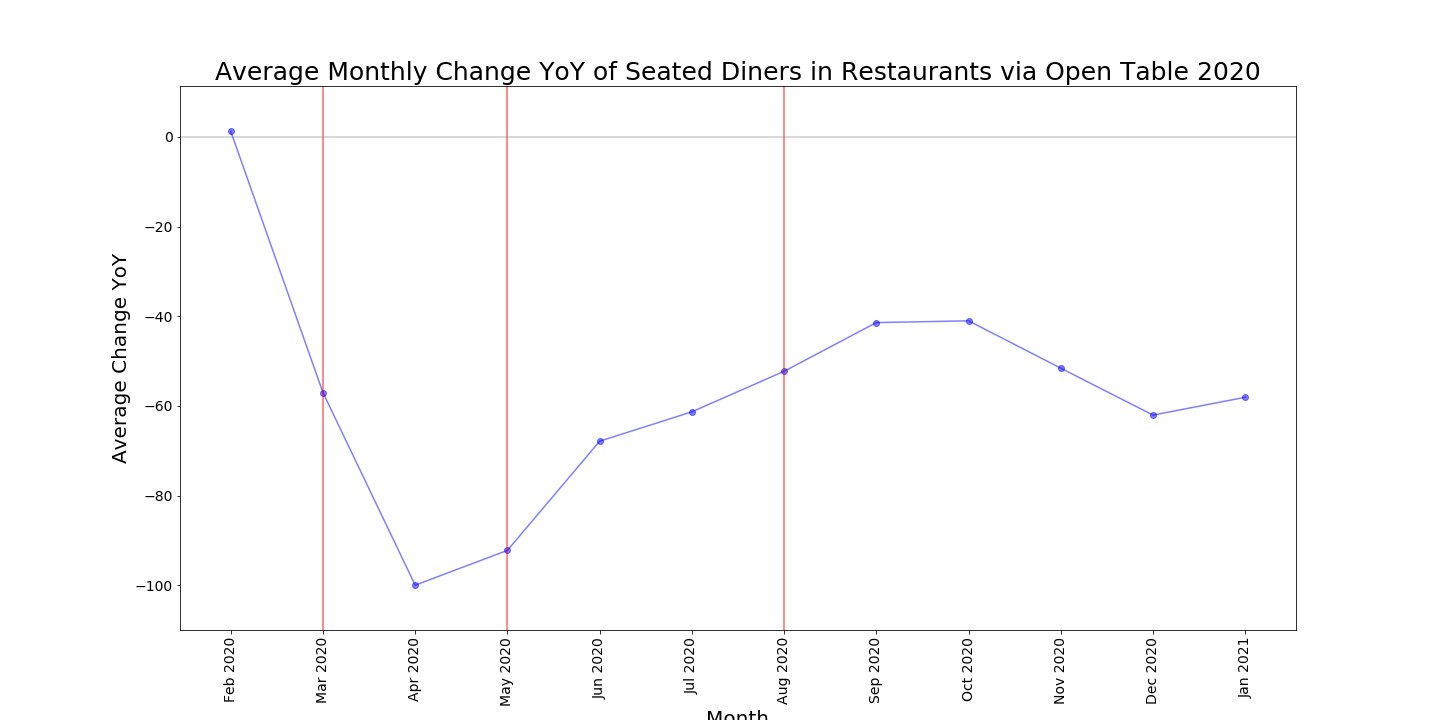 Average Monthly Change YoY of Seated Diners in Restaurants via Open Table 2020
Average Change YoY
0
−20
−40
−60
−80
−100
Feb 2020
Mar 2020
Apr 2020
May 2020
Jun 2020
Jul 2020
Aug 2020
Sep 2020
Oct 2020
Nov 2020
Dec 2020
Jan 2021
Month